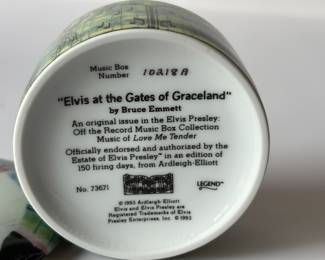 Music Box
Number 10218A
"Elvis at the Gates of Graceland"
by Bruce Emmett
An original issue in the Elvis Presley:
Off the Record Music Box Collection
Music of Love Me Tender
Officially endorsed and authorized by the
Estate of Elvis Presley™ in an edition of
150 firing days, from Ardleigh-Elliott
No. 73671
LEGEND™
© 1993 Ardleigh-Elliott
Elvis and Elvis Presley are
Registered Trademarks of Elvis
Presley Enterprises, Inc. © 1993